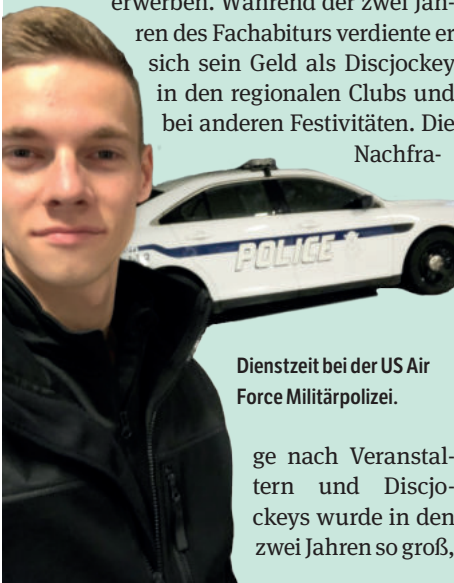 erwerben. Während der zwei Jah-
ren des Fachabiturs verdiente er
sich sein Geld als Discjockey
in den regionalen Clubs und
bei anderen Festivitäten. Die
Nachfra-
POLICE
Dienstzeit bei der US Air
Force Militärpolizei.
ge nach Veranstal-
tern und Discjo-
ckeys wurde in den
zwei Jahren so groß,